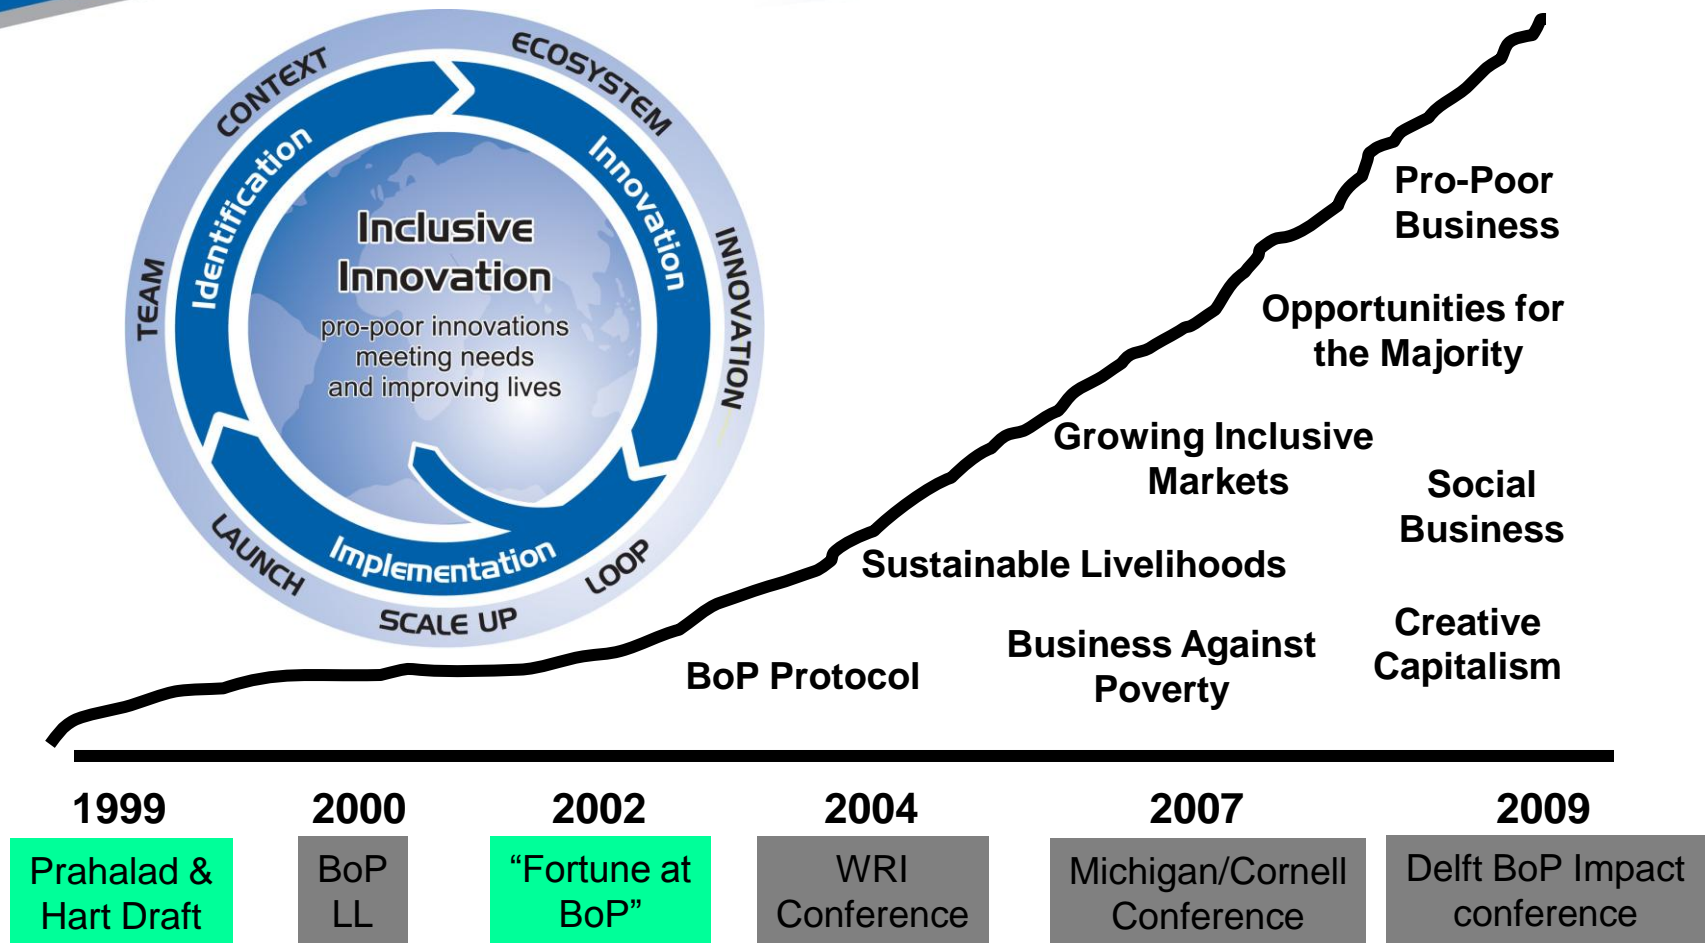 CONTEXT
ECOSYSTEM
TEAM
INNOVATION
LAUNCH
SCALE UP
LOOP
Identification
Innovation
Implementation
Inclusive
Innovation
pro-poor innovations
meeting needs
and improving lives
Pro-Poor
Business
Opportunities for
the Majority
Growing Inclusive
Markets
Social
Business
Sustainable Livelihoods
Creative
Capitalism
Business Against
Poverty
BoP Protocol
1999
2000
2002
2004
2007
2009
Prahalad &
Hart Draft
BoP
LL
“Fortune at
BoP”
WRI
Conference
Michigan/Cornell
Conference
Delft BoP Impact
conference